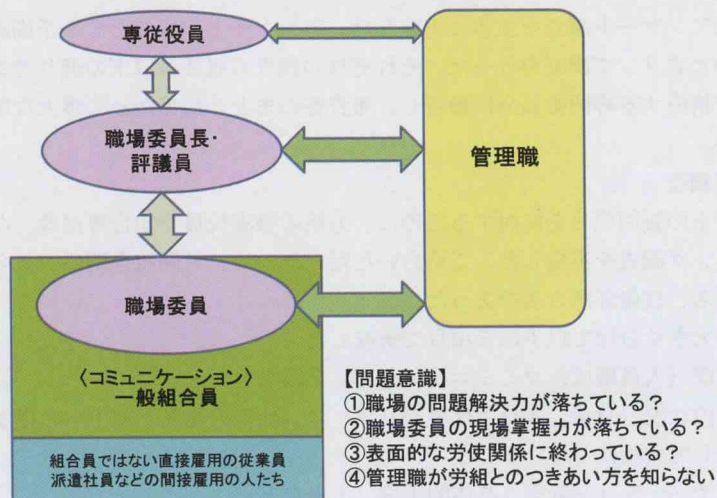 専従役員
職場委員長・
評議員
管理職
職場委員
〈コミュニケーション〉
一般組合員
組合員ではない直接雇用の従業員
派遣社員などの間接雇用の人たち
【問題意識】
①職場の問題解決力が落ちている？
②職場委員の現場掌握力が落ちている？
③表面的な労使関係に終わっている？
④管理職が労組とのつきあい方を知らない